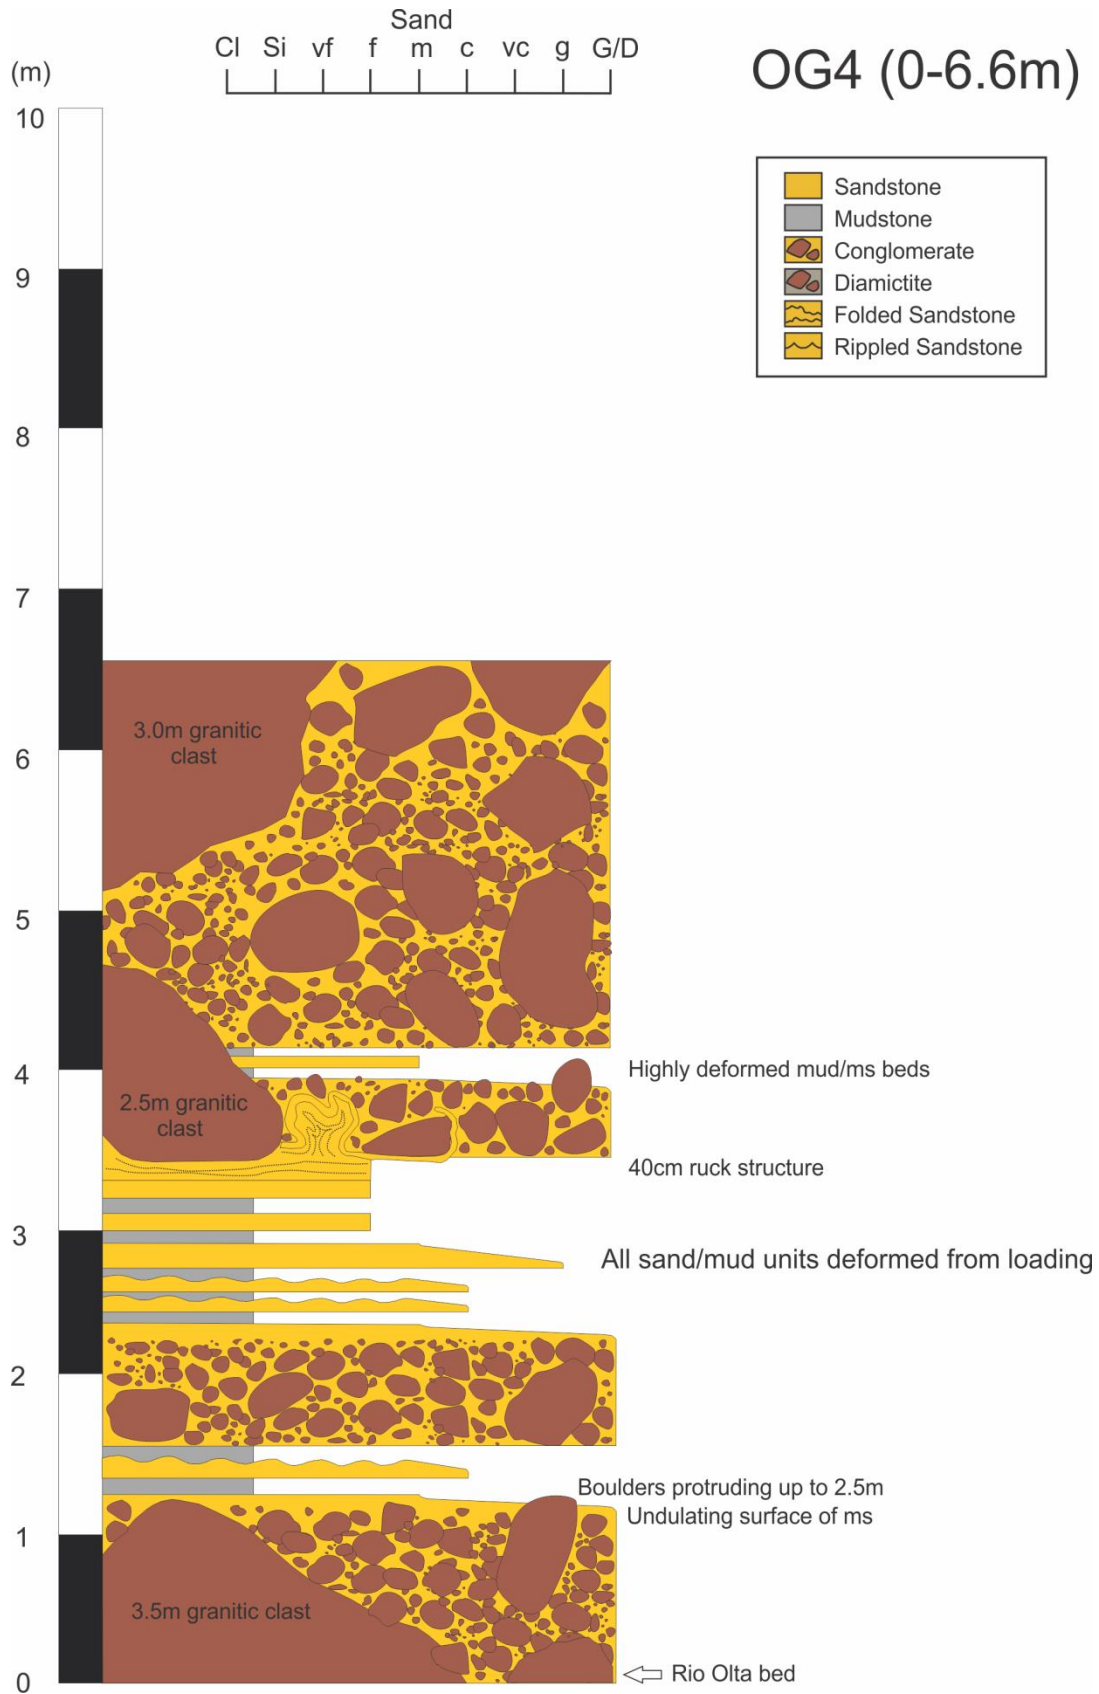 Sand
Cl Si vf f m c vc g G/D
(m)
OG4 (0-6.6m)
10
Sandstone
Mudstone
Conglomerate
Diamictite
Folded Sandstone
Rippled Sandstone
9
8
7
3.0m granitic
clast
6
5
4
Highly deformed mud/ms beds
2.5m granitic
clast
40cm ruck structure
3
All sand/mud units deformed from loading
2
Boulders protruding up to 2.5m
Undulating surface of ms
1
3.5m granitic clast
0
Rio Olta bed